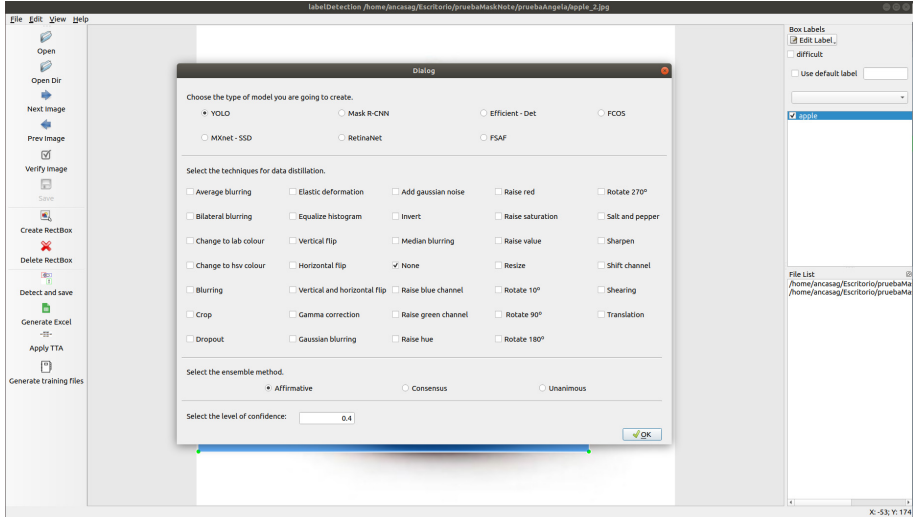 labelDetection /home/ancasag/Escritorio/pruebaMaskNote/pruebaAngela/apple_2.jpg
File Edit View Help
Open
Open Dir
Next Image
Prev Image
Verify Image
Save
Create RectBox
Delete RectBox
Detect and save
Generate Excel
Apply TTA
Generate training files
Dialog
Choose the type of model you are going to create.
YOLO Mask R-CNN Efficient - Det FCOS
MXnet - SSD RetinaNet FSAF
Select the techniques for data distillation.
Average blurring Elastic deformation Add gaussian noise Raise red Rotate 270º
Bilateral blurring Equalize histogram Invert Raise saturation Salt and pepper
Change to lab colour Vertical flip Median blurring Raise value Sharpen
Change to hsv colour Horizontal flip None Resize Shift channel
Blurring Vertical and horizontal flip Raise blue channel Rotate 10º Shearing
Crop Gamma correction Raise green channel Rotate 90º Translation
Dropout Gaussian blurring Raise hue Rotate 180º
Select the ensemble method.
Affirmative Consensus Unanimous
Select the level of confidence: 0.4
OK
Box Labels
Edit Label
difficult
Use default label
apple
File List
/home/ancasag/Escritorio/pruebaMa
/home/ancasag/Escritorio/pruebaMa
X: -53; Y: 174